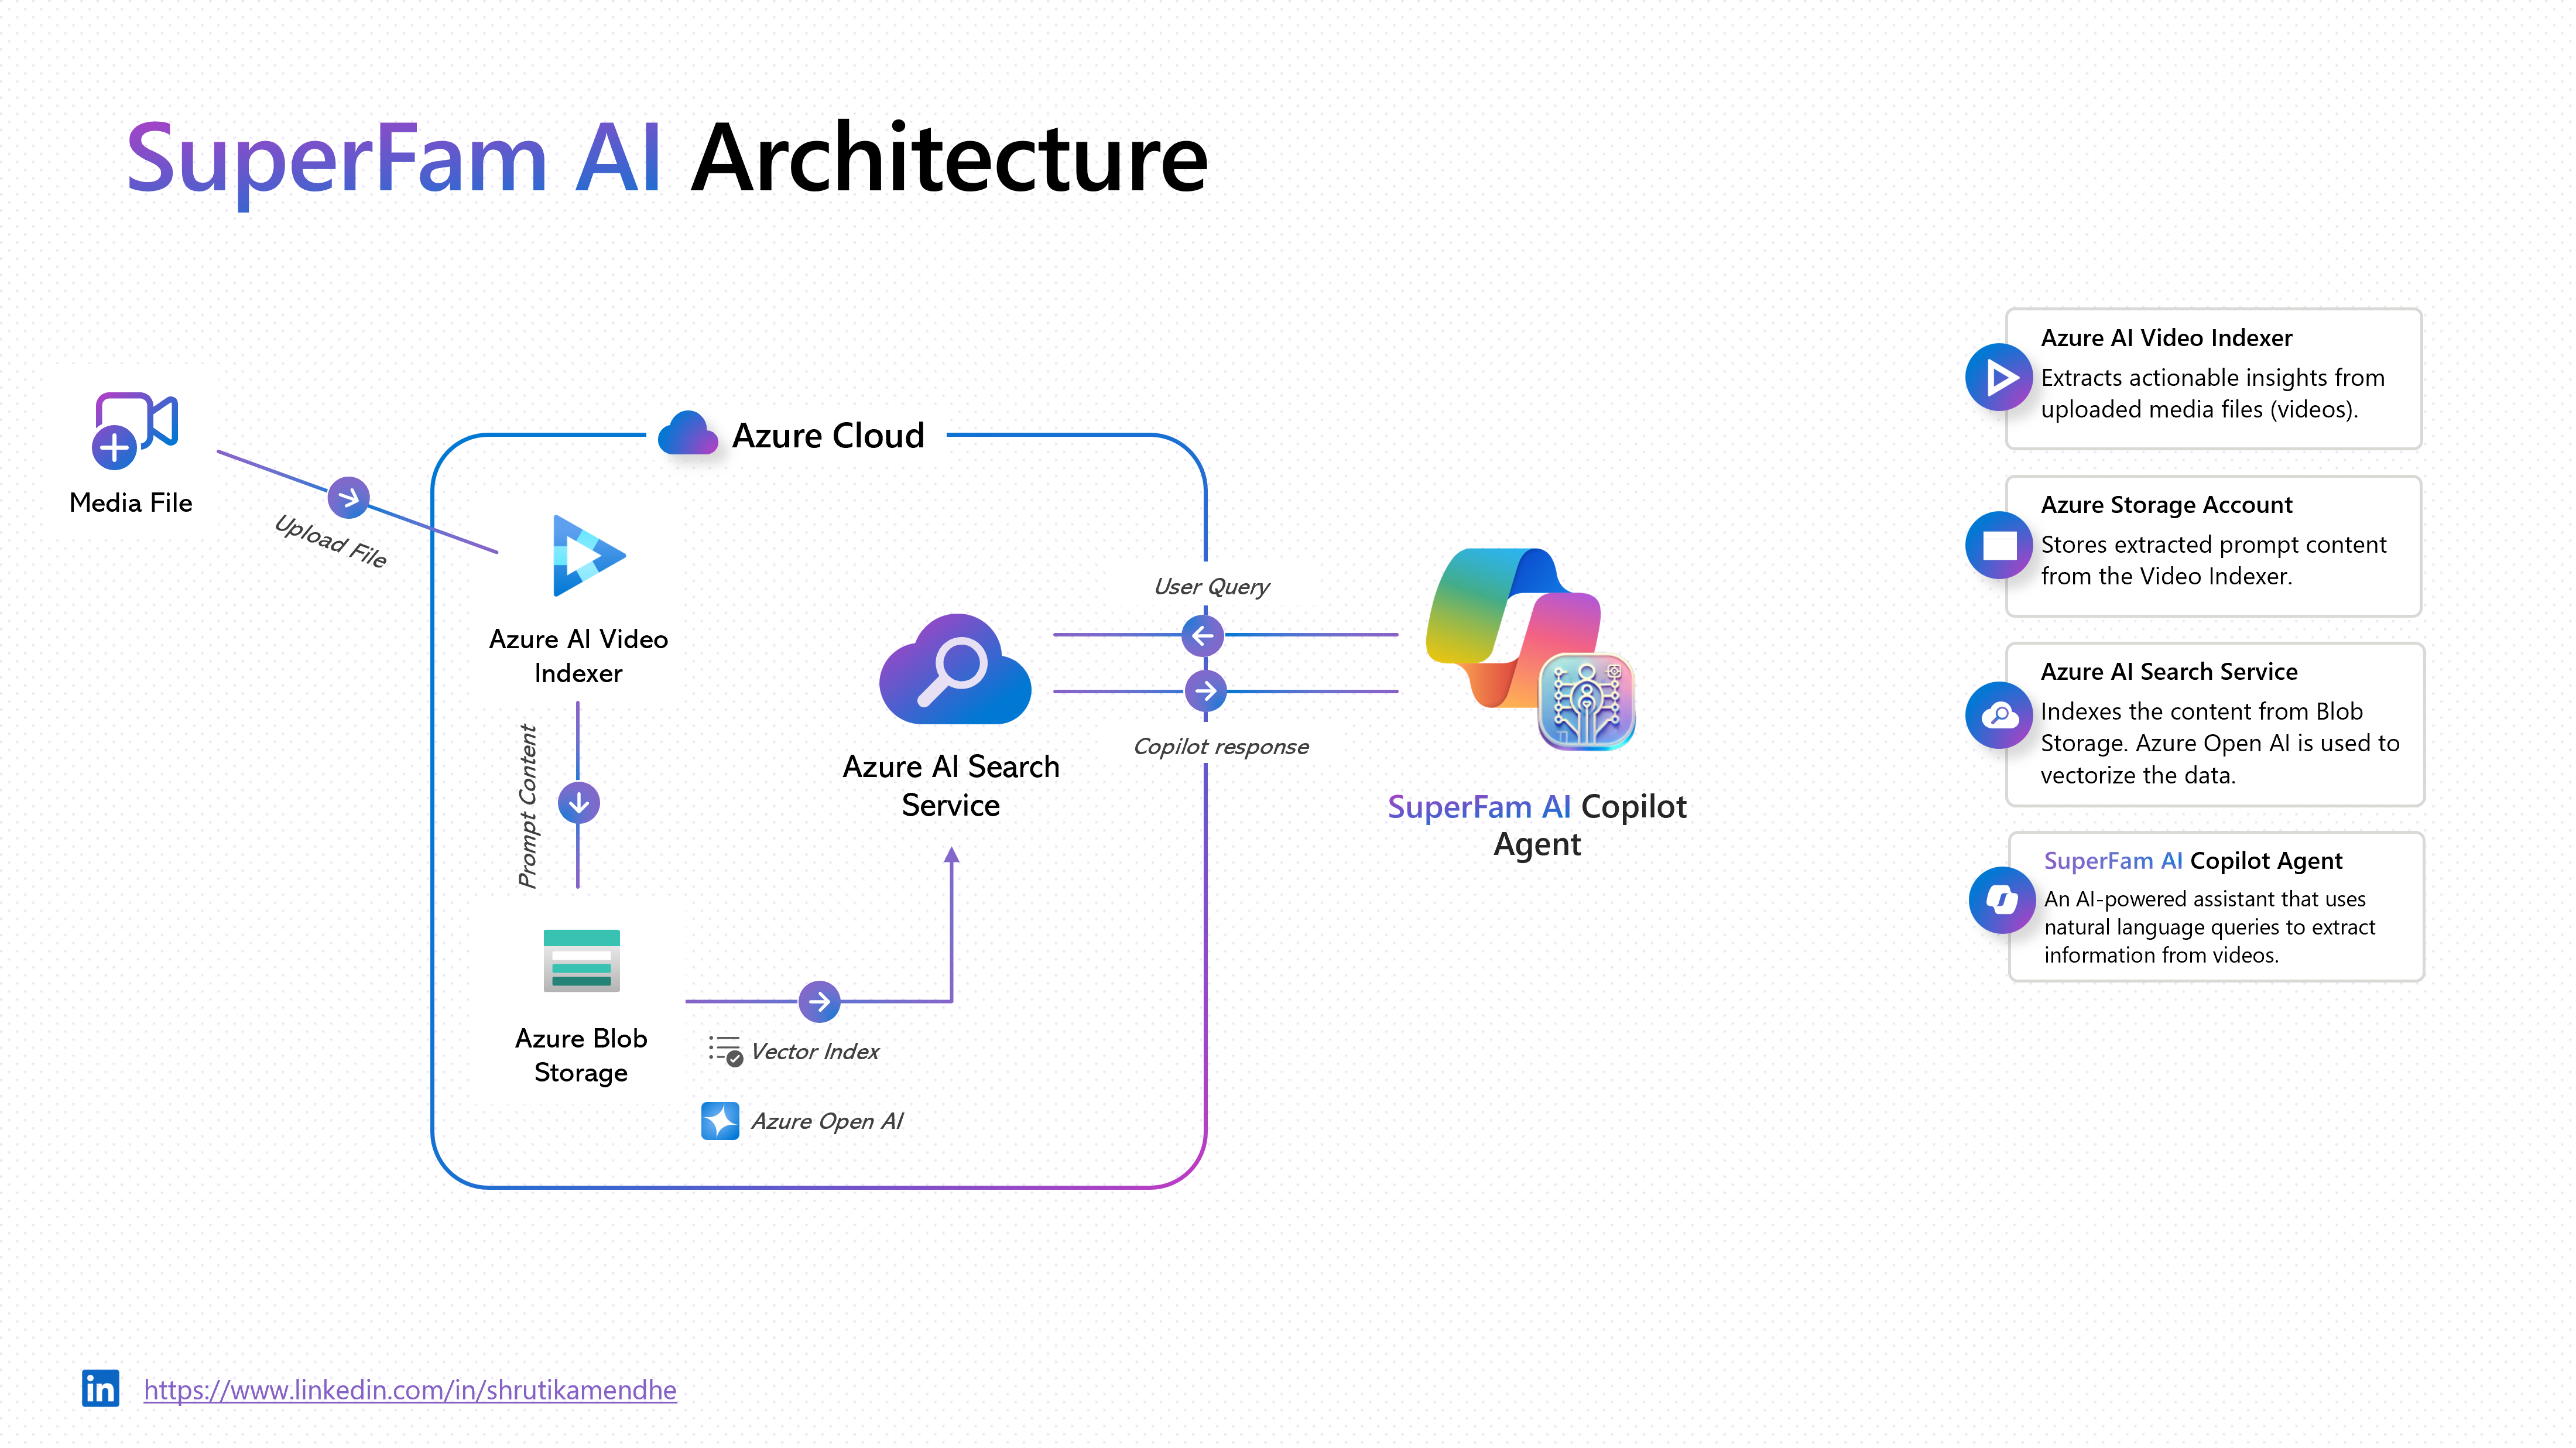 SuperFam AI Architecture
Media File
Upload File
Azure Cloud
Azure AI Video
Indexer
Prompt Content
Azure Blob
Storage
Vector Index
Azure Open AI
Azure AI Search
Service
User Query
Copilot response
SuperFam AI Copilot
Agent
Azure AI Video Indexer
Extracts actionable insights from
uploaded media files (videos).
Azure Storage Account
Stores extracted prompt content
from the Video Indexer.
Azure AI Search Service
Indexes the content from Blob
Storage. Azure Open AI is used to
vectorize the data.
SuperFam AI Copilot Agent
An AI-powered assistant that uses
natural language queries to extract
information from videos.
in
https://www.linkedin.com/in/shrutikamendhe